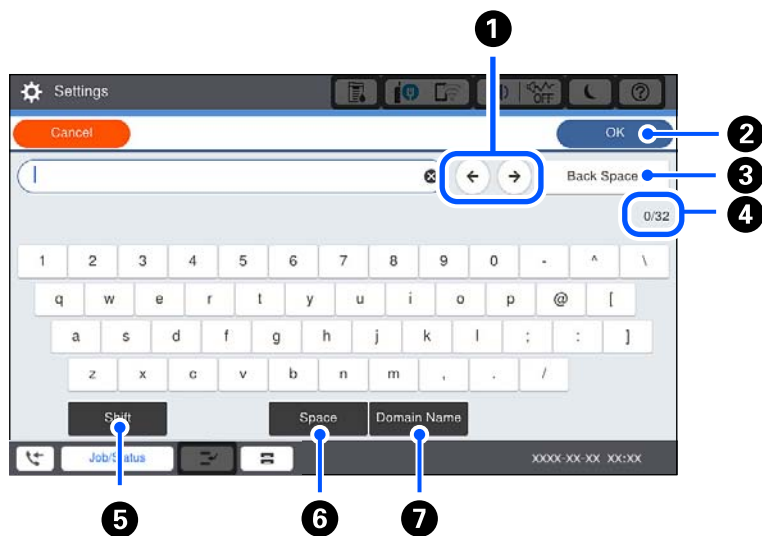 1
Settings
OFF
Cancel
OK
2
Back Space
3
0/32
4
1 2 3 4 5 6 7 8 9 0 - ^ \
q w e r t y u i o p @ [
a s d f g h j k l ; : ]
z x c v b n m , . /
Shift Space Domain Name
Job/Status
XXXX-XX-XX XX:XX
5 6 7